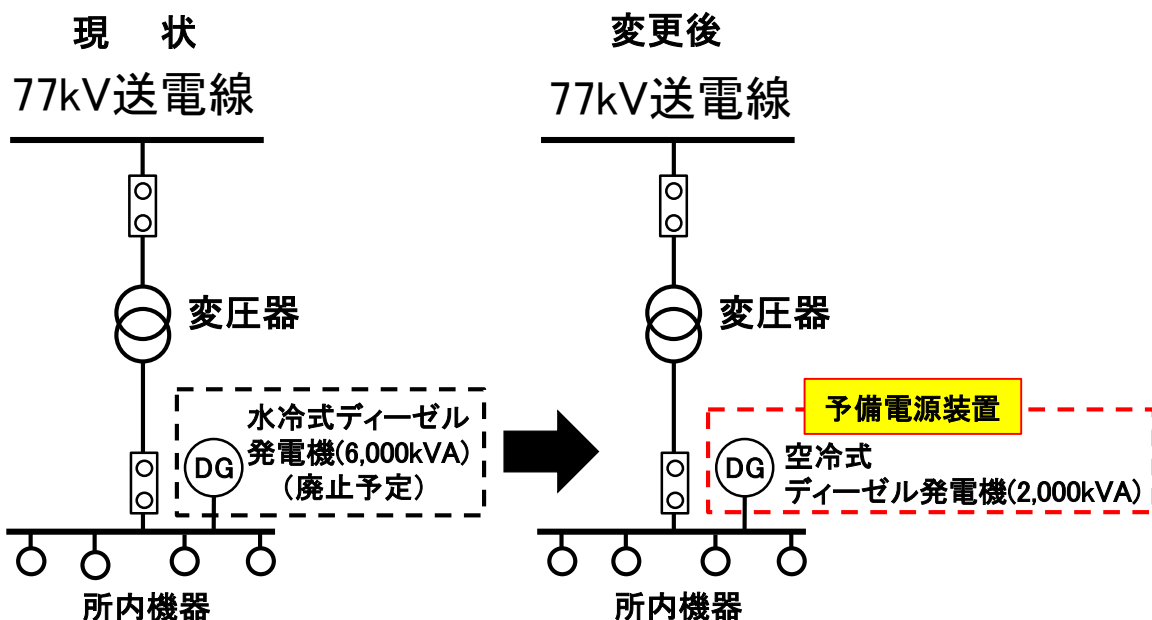 現　状
77kV送電線
変圧器
水冷式ディーゼル
発電機(6,000kVA)
（廃止予定）
DG
所内機器
変更後
77kV送電線
変圧器
予備電源装置
空冷式
ディーゼル発電機(2,000kVA)
DG
所内機器